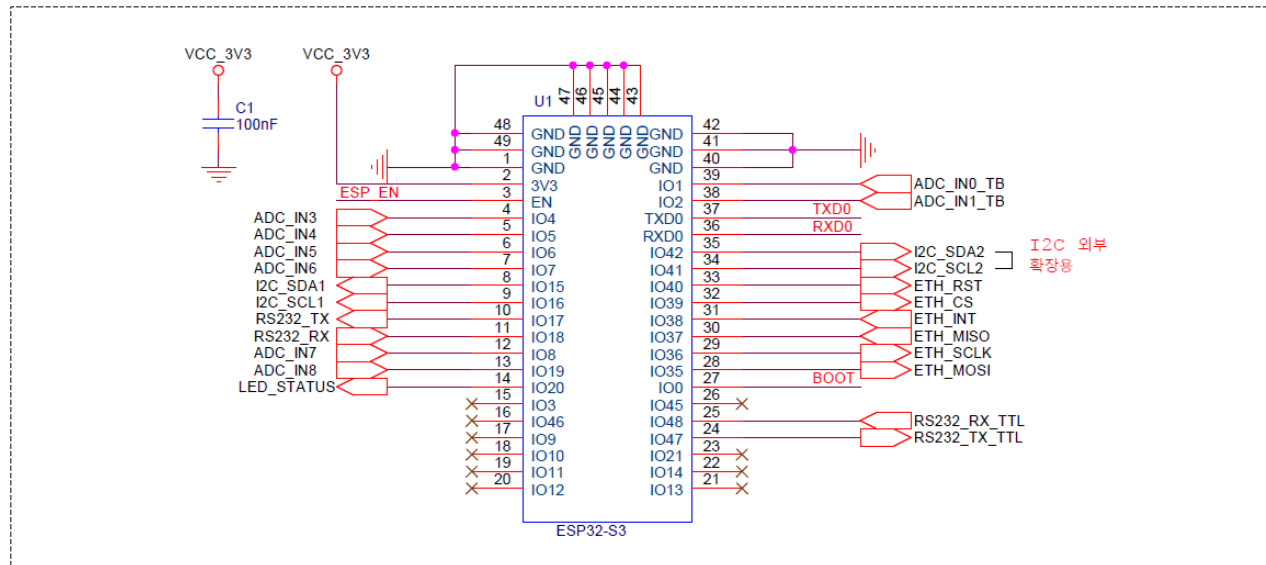 VCC_3V3
VCC_3V3
C1
100nF
U1
47
46
45
44
43
GND
GND
GND
GND
GND
48
GND
GND
42
49
GND
GND
41
1
GND
GND
40
2
3V3
IO1
39
ADC_IN0_TB
ESP_EN
3
EN
IO2
38
ADC_IN1_TB
ADC_IN3
4
IO4
TXD0
37
TXD0
ADC_IN4
5
IO5
RXD0
36
RXD0
ADC_IN5
6
IO6
IO42
35
I2C_SDA2
I2C 외부
확장용
ADC_IN6
7
IO7
IO41
34
I2C_SCL2
I2C_SDA1
8
IO15
IO40
33
ETH_RST
I2C_SCL1
9
IO16
IO39
32
ETH_CS
RS232_TX
10
IO17
IO38
31
ETH_INT
RS232_RX
11
IO18
IO37
30
ETH_MISO
ADC_IN7
12
IO8
IO36
29
ETH_SCLK
ADC_IN8
13
IO19
IO35
28
ETH_MOSI
LED_STATUS
14
IO20
IO0
27
BOOT
15
IO3
IO45
26
16
IO46
IO48
25
RS232_RX_TTL
17
IO9
IO47
24
RS232_TX_TTL
18
IO10
IO21
23
19
IO11
IO14
22
20
IO12
IO13
21
ESP32-S3